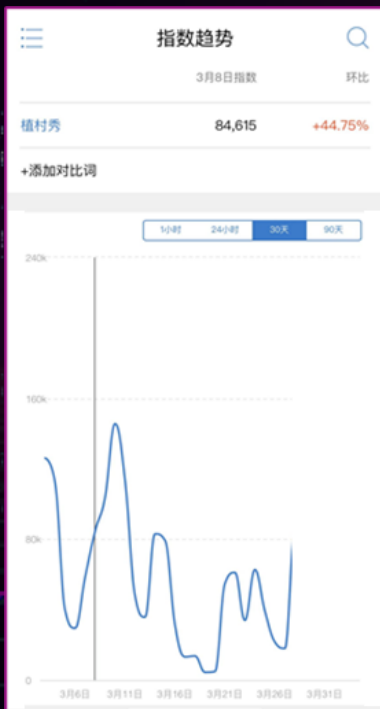 指数趋势
3月8日指数 环比
植村秀 84,615 +44.75%
+添加对比词
1小时 24小时 30天 90天
240k
160k
80k
0
3月6日 3月11日 3月16日 3月21日 3月26日 3月31日